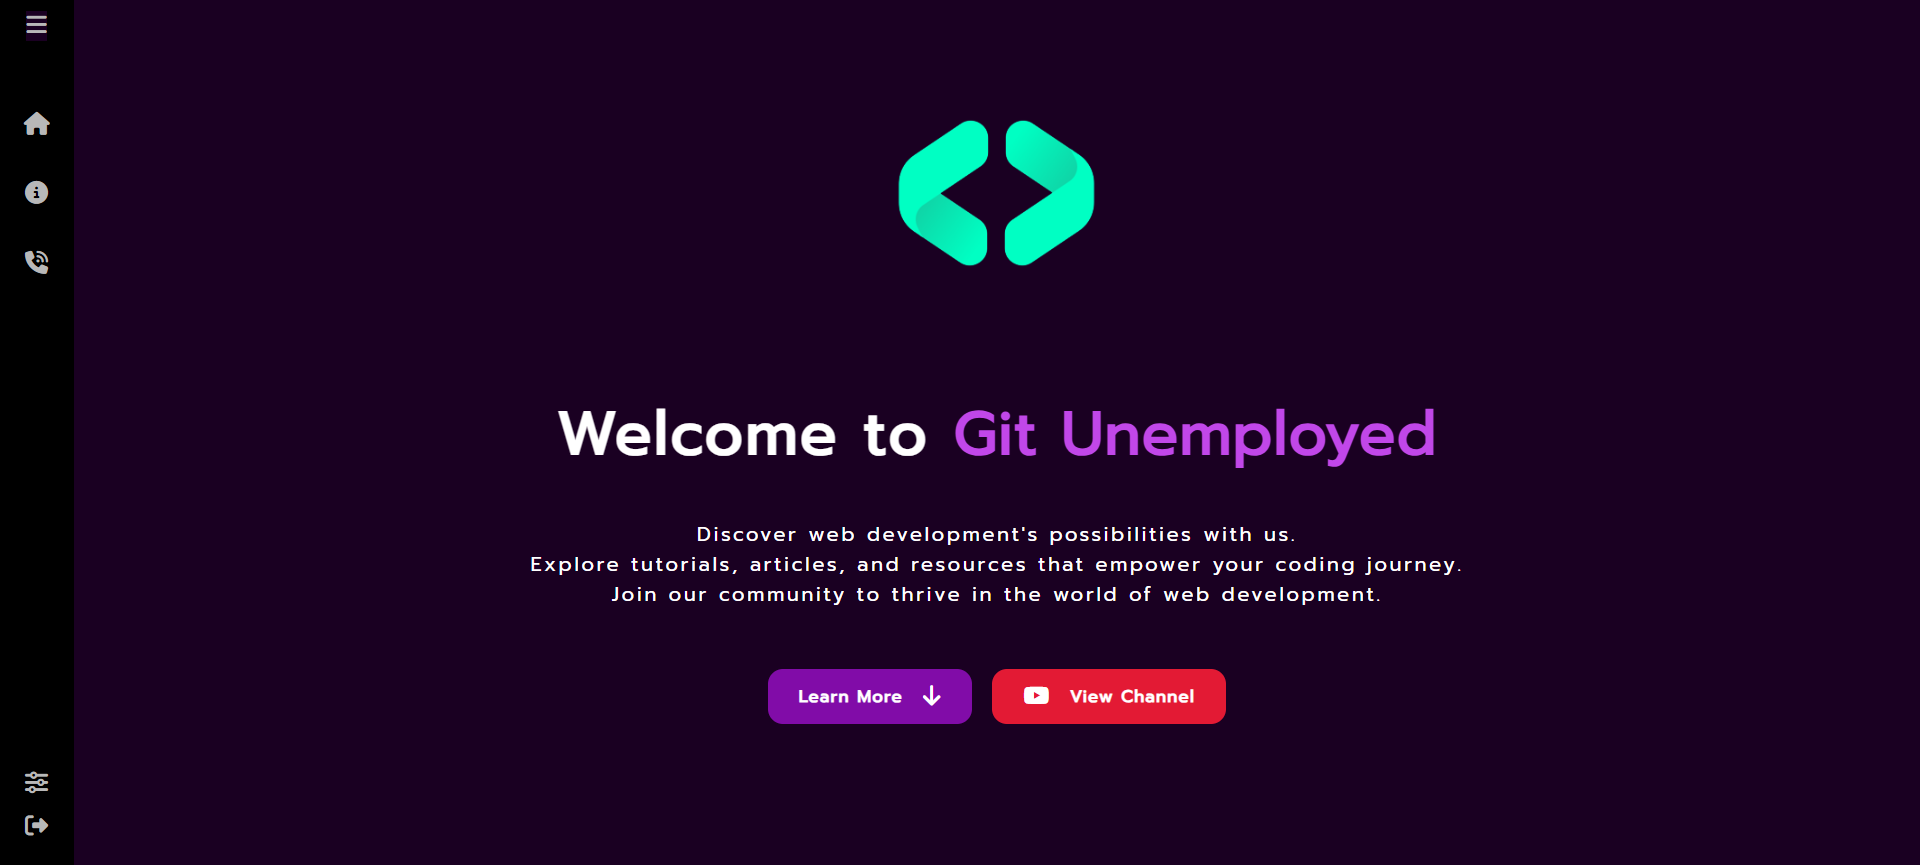 Welcome to Git Unemployed
Discover web development's possibilities with us.
Explore tutorials, articles, and resources that empower your coding journey.
Join our community to thrive in the world of web development.
Learn More
View Channel